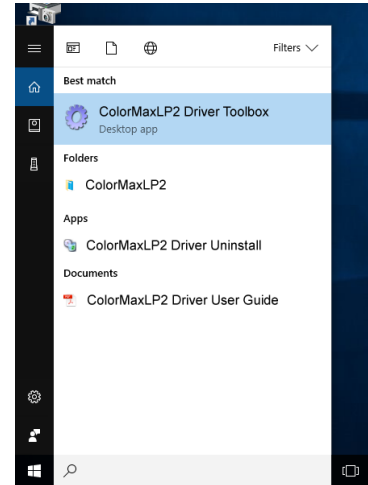 Filters
Best match
ColorMaxLP2 Driver Toolbox
Desktop app
Folders
ColorMaxLP2
Apps
ColorMaxLP2 Driver Uninstall
Documents
ColorMaxLP2 Driver User Guide